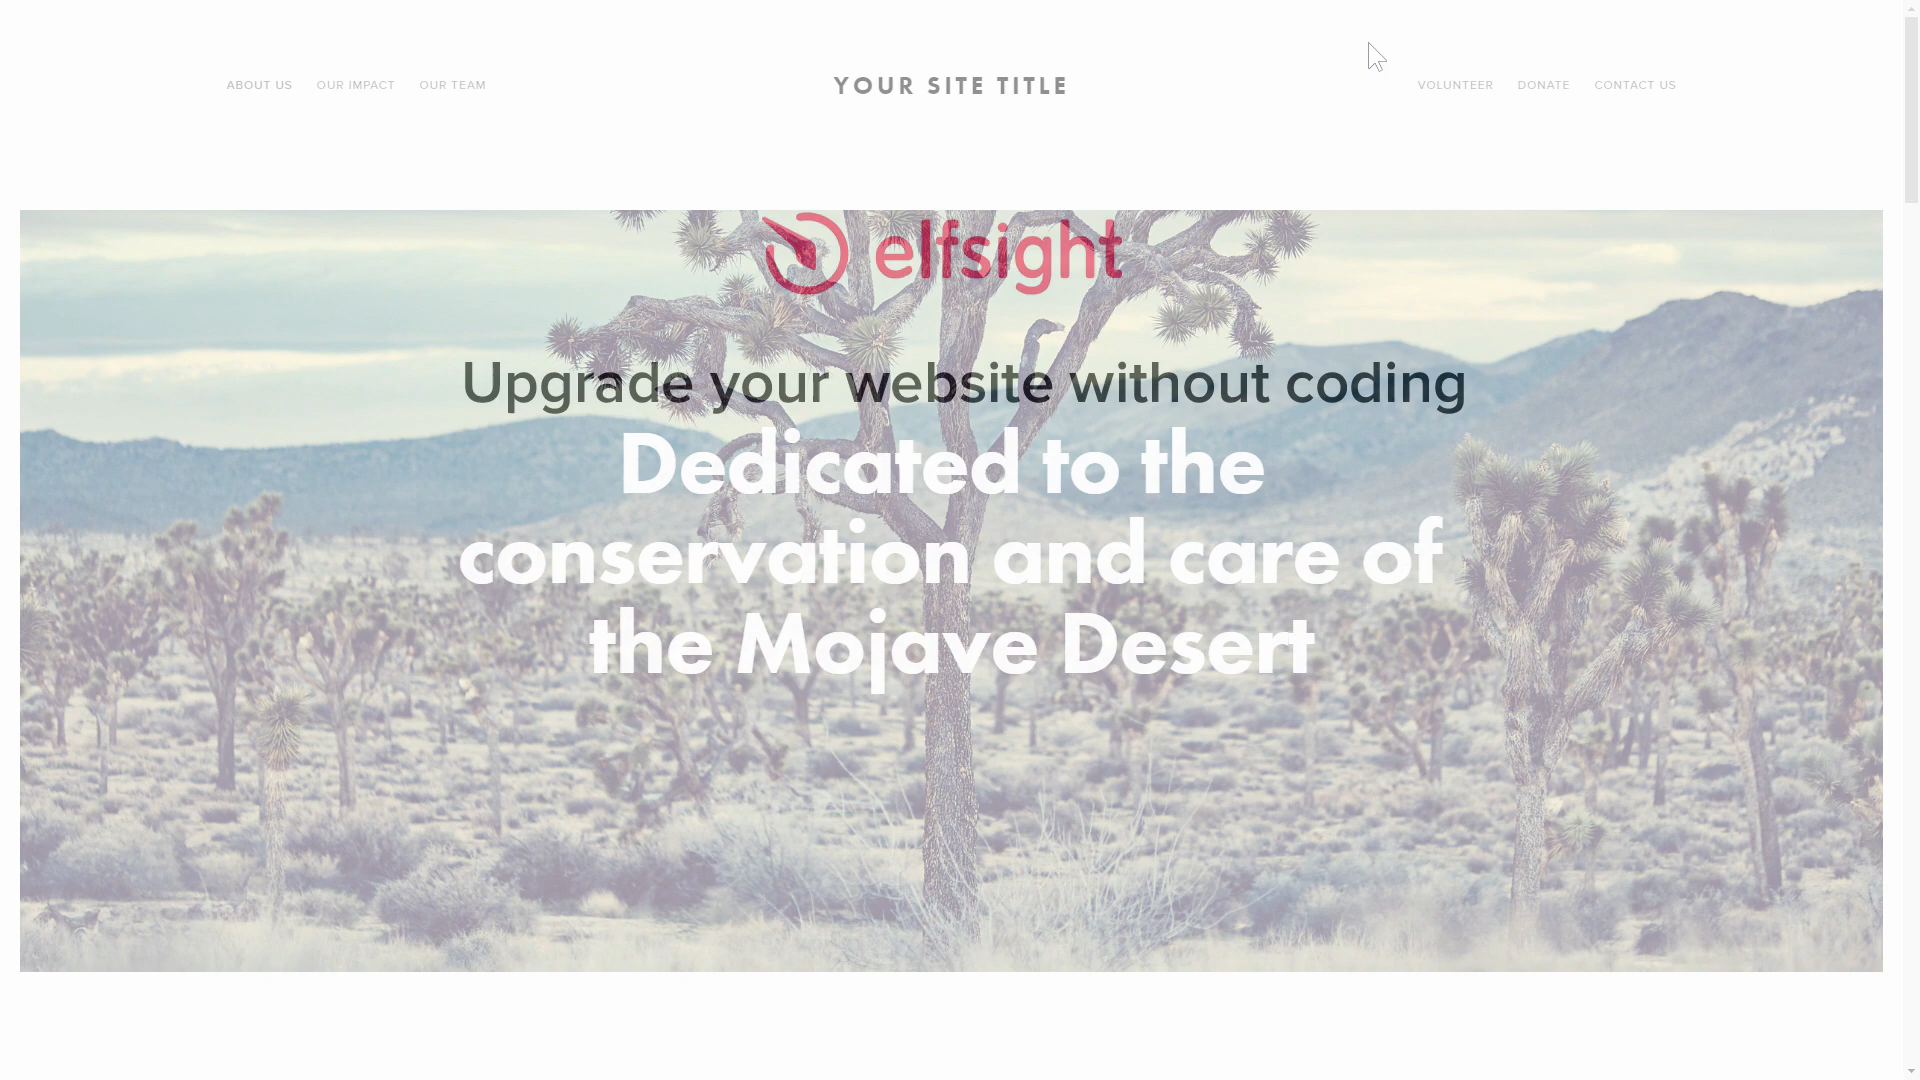 ABOUT US OUR IMPACT OUR TEAM YOUR SITE TITLE VOLUNTEER DONATE CONTACT US
elfsight
Upgrade your website without coding
Dedicated to the
conservation and care of
the Mojave Desert